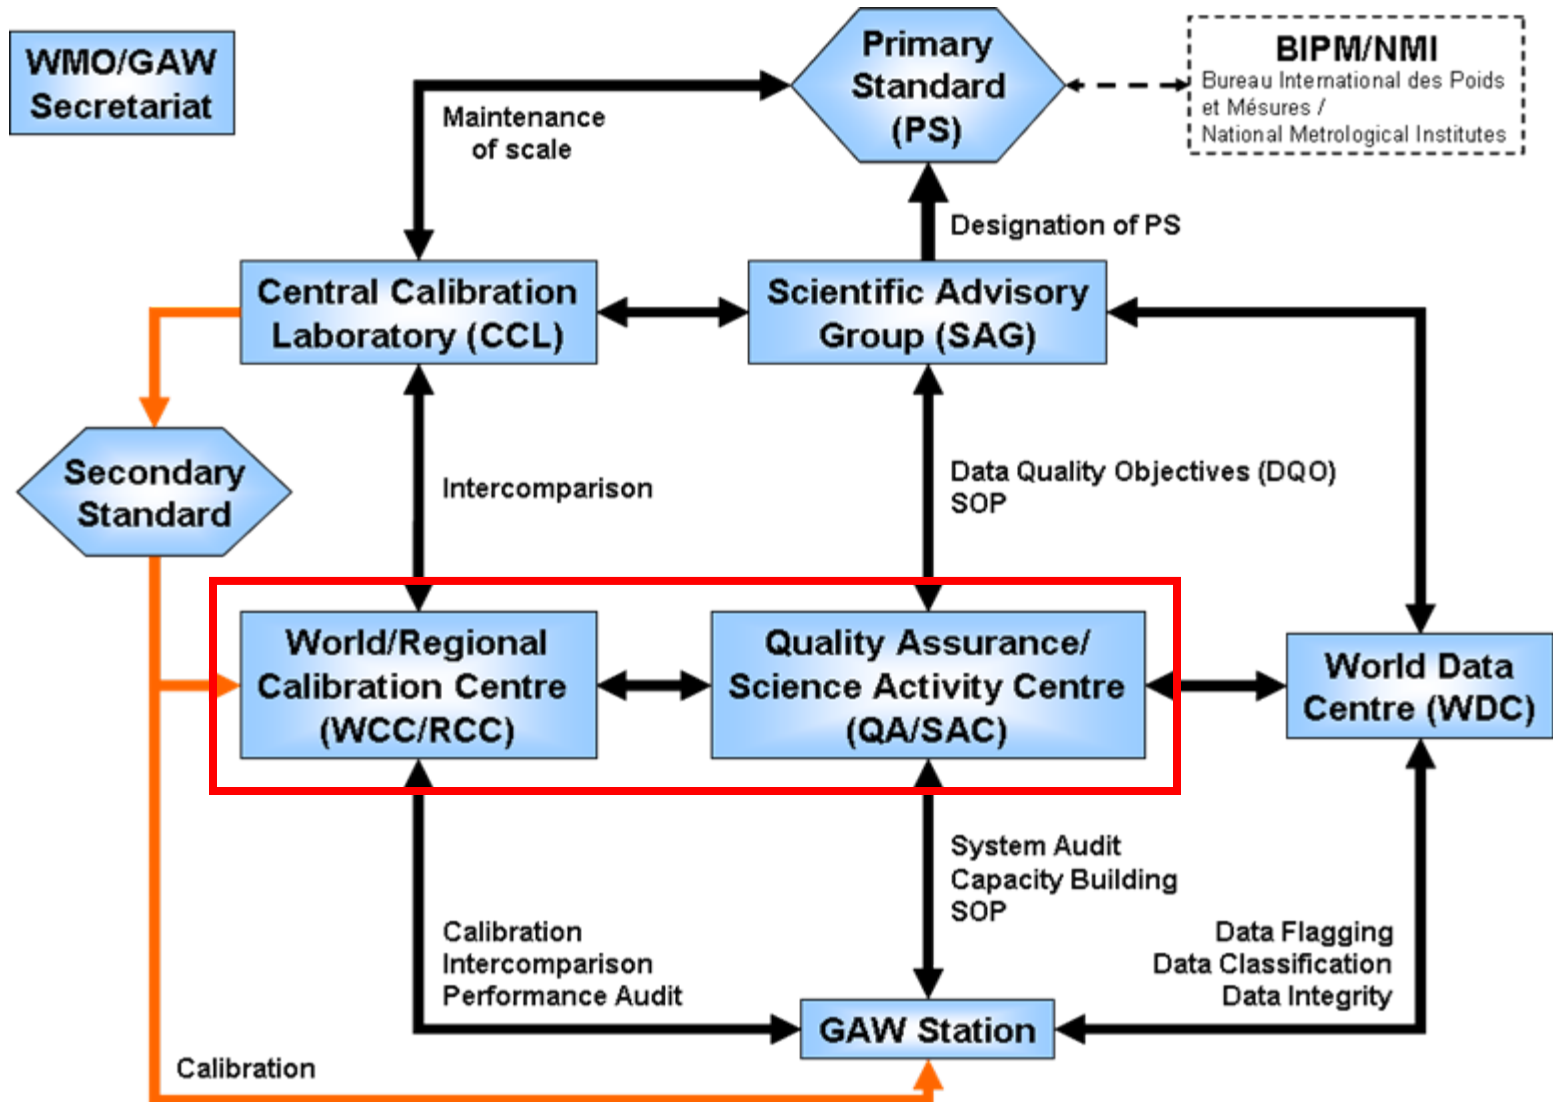 WMO/GAW
Secretariat
Primary
Standard
(PS)
BIPM/NMI
Bureau International des Poids
et Mésures /
National Metrological Institutes
Maintenance
of scale
Designation of PS
Central Calibration
Laboratory (CCL)
Scientific Advisory
Group (SAG)
Secondary
Standard
Intercomparison
Data Quality Objectives (DQO)
SOP
World/Regional
Calibration Centre
(WCC/RCC)
Quality Assurance/
Science Activity Centre
(QA/SAC)
World Data
Centre (WDC)
System Audit
Capacity Building
SOP
Calibration
Intercomparison
Performance Audit
Data Flagging
Data Classification
Data Integrity
GAW Station
Calibration